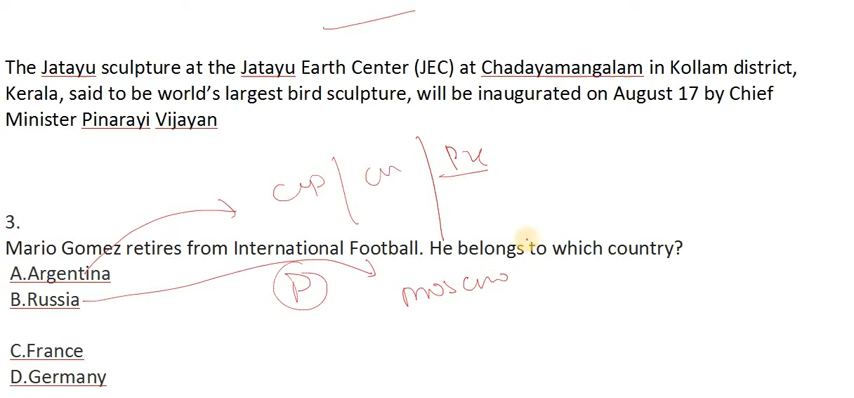 The Jatayu sculpture at the Jatayu Earth Center (JEC) at Chadayamangalam in Kollam district,
Kerala, said to be world's largest bird sculpture, will be inaugurated on August 17 by Chief
Minister Pinarayi Vijayan
3.
Mario Gomez retires from International Football. He belongs to which country?
A.Argentina
B.Russia
P
C.France
D.Germany